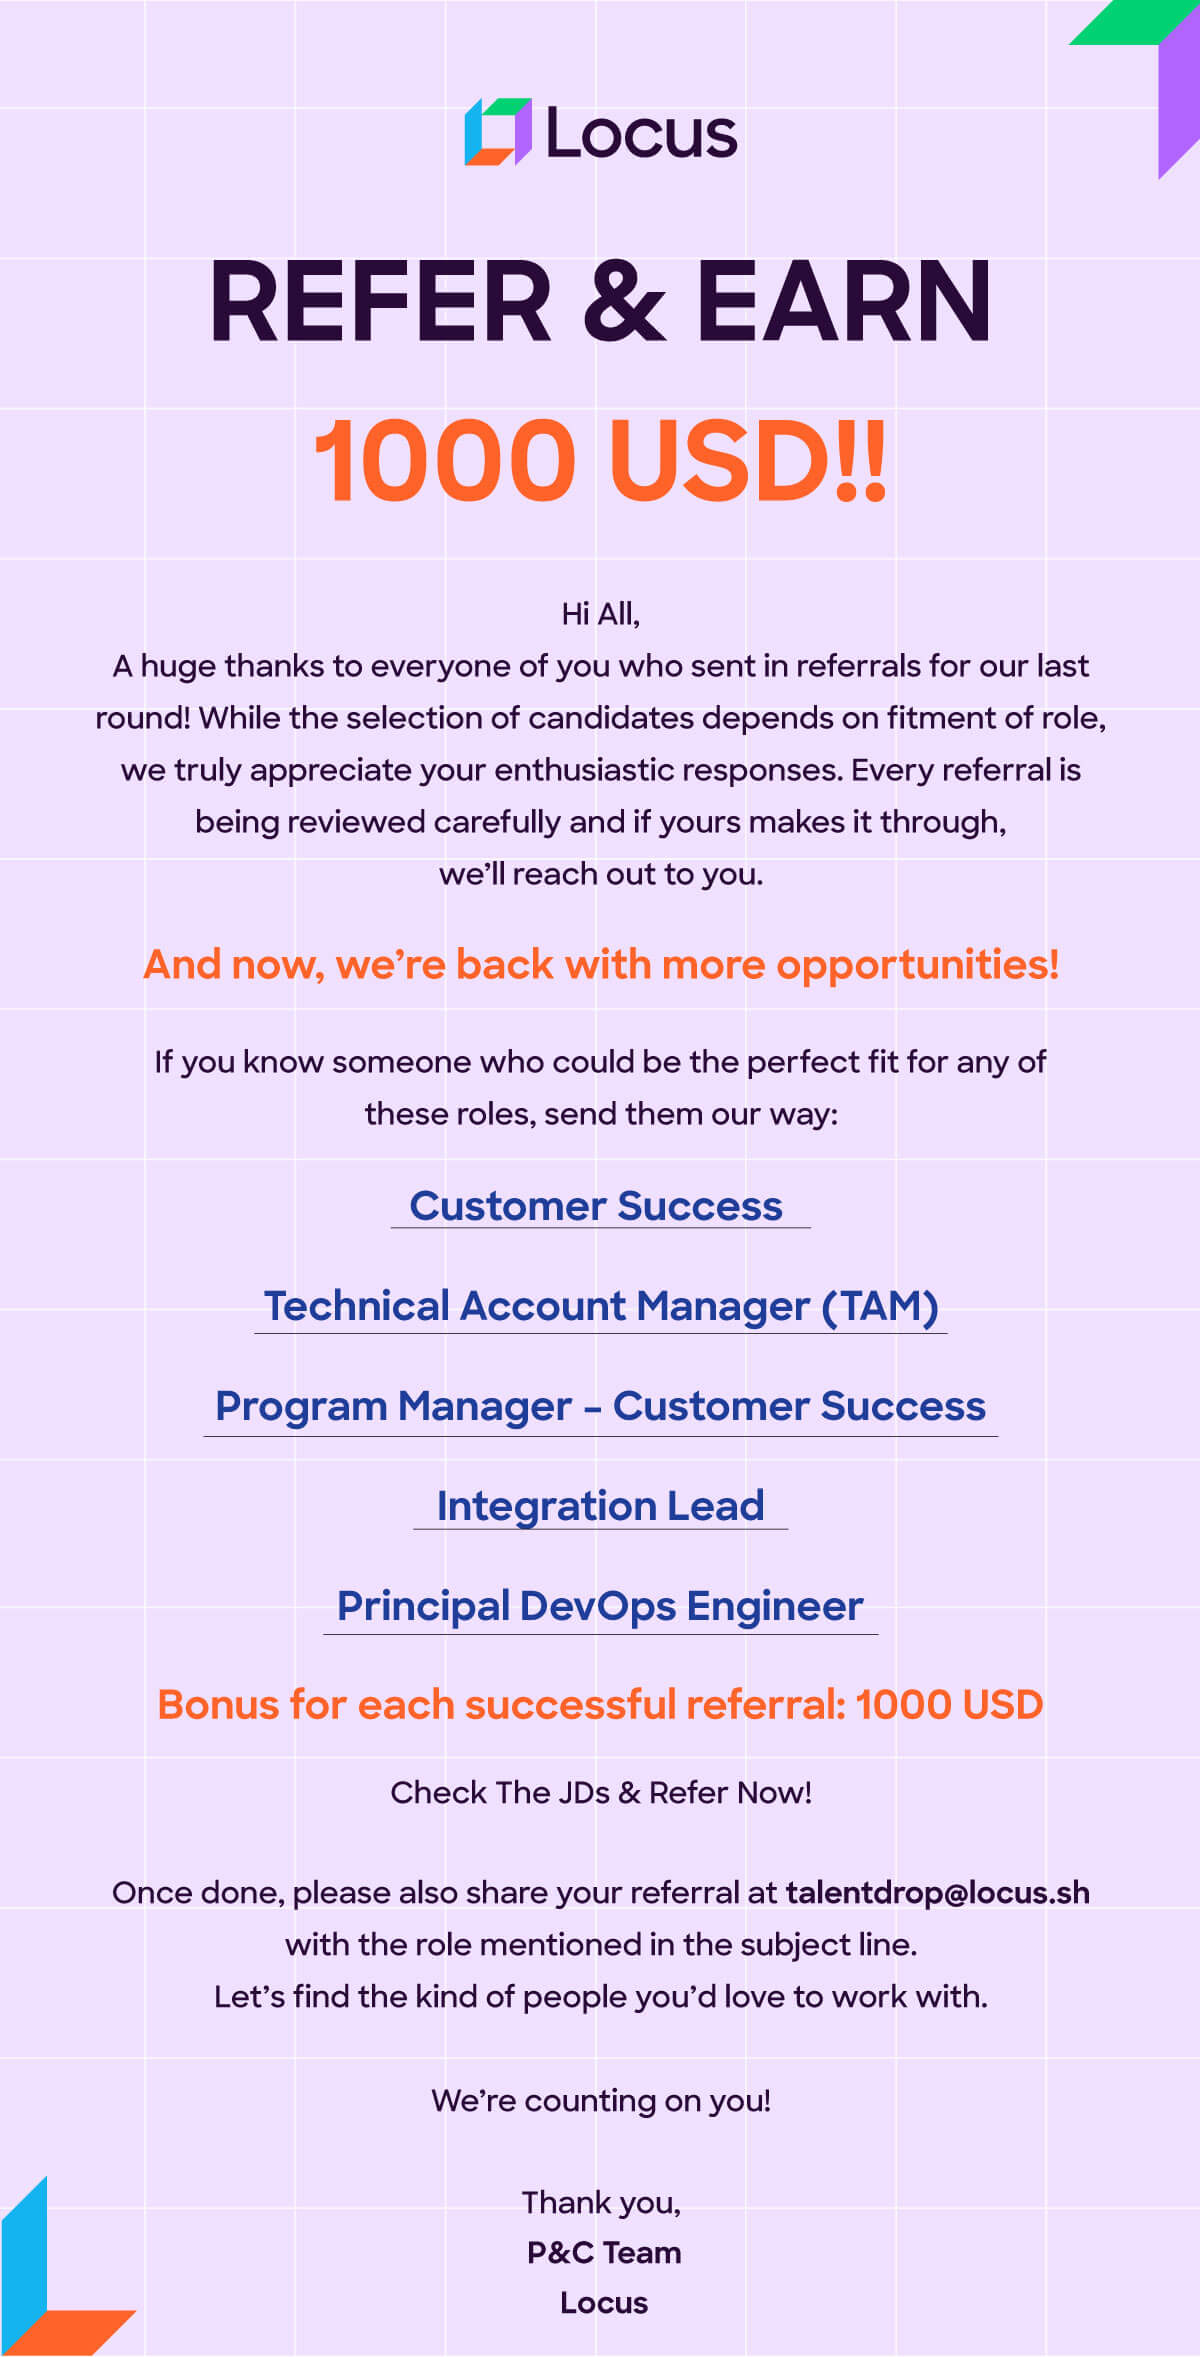 Locus
REFER & EARN
1000 USD!!
Hi All,
A huge thanks to everyone of you who sent in referrals for our last
round! While the selection of candidates depends on fitment of role,
we truly appreciate your enthusiastic responses. Every referral is
being reviewed carefully and if yours makes it through,
we’ll reach out to you.
And now, we’re back with more opportunities!
If you know someone who could be the perfect fit for any of
these roles, send them our way:
Customer Success
Technical Account Manager (TAM)
Program Manager – Customer Success
Integration Lead
Principal DevOps Engineer
Bonus for each successful referral: 1000 USD
Check The JDs & Refer Now!
Once done, please also share your referral at talentdrop@locus.sh
with the role mentioned in the subject line.
Let’s find the kind of people you’d love to work with.
We’re counting on you!
Thank you,
P&C Team
Locus